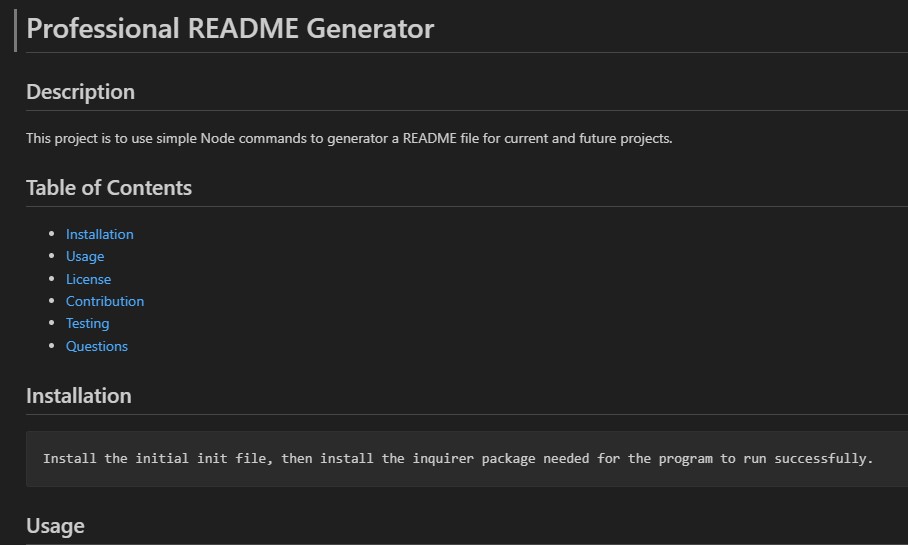 Professional README Generator
Description
This project is to use simple Node commands to generator a README file for current and future projects.
Table of Contents
Installation
Usage
License
Contribution
Testing
Questions
Installation
Install the initial init file, then install the inquirer package needed for the program to run successfully.
Usage